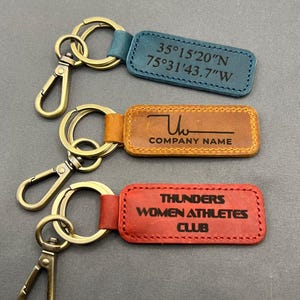 35°15'20"N
75°31'43.7"W
COMPANY NAME
THUNDERS
WOMEN ATHLETES
CLUB